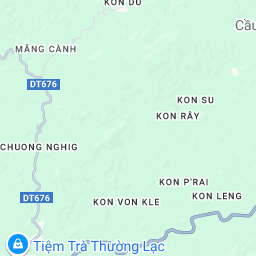 KON DU
Cầu
MĂNG CÀNH
DT676
KON SU
KON RẪY
CHUONG NGHIG
KON P'RAI
KON LENG
DT676
KON VON KLE
Tiệm Trà Thường Lạc